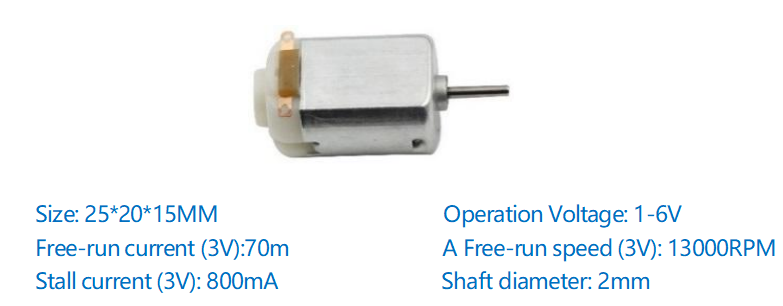 Size: 25*20*15MM
Operation Voltage: 1-6V
Free-run current (3V):70m
A Free-run speed (3V): 13000RPM
Stall current (3V): 800mA
Shaft diameter: 2mm